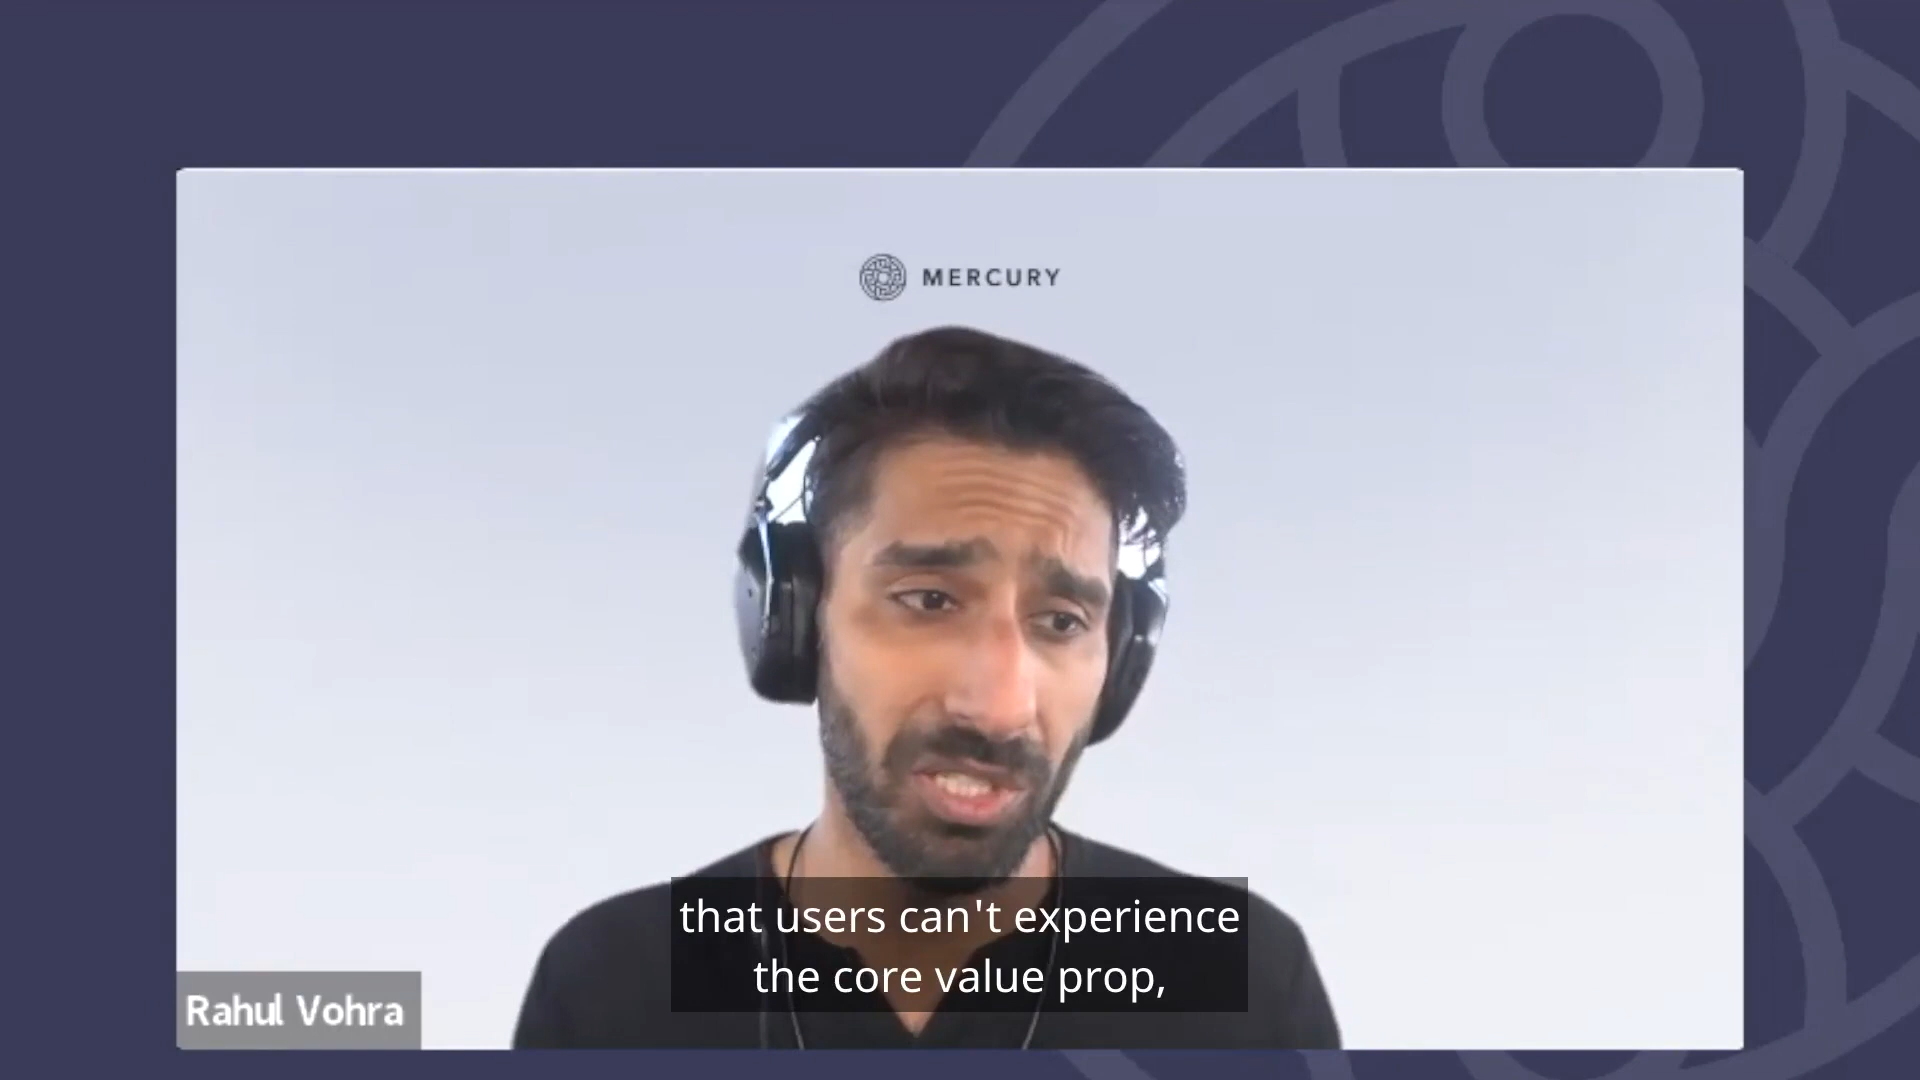 MERCURY
that users can't experience
the core value prop,
Rahul Vohra